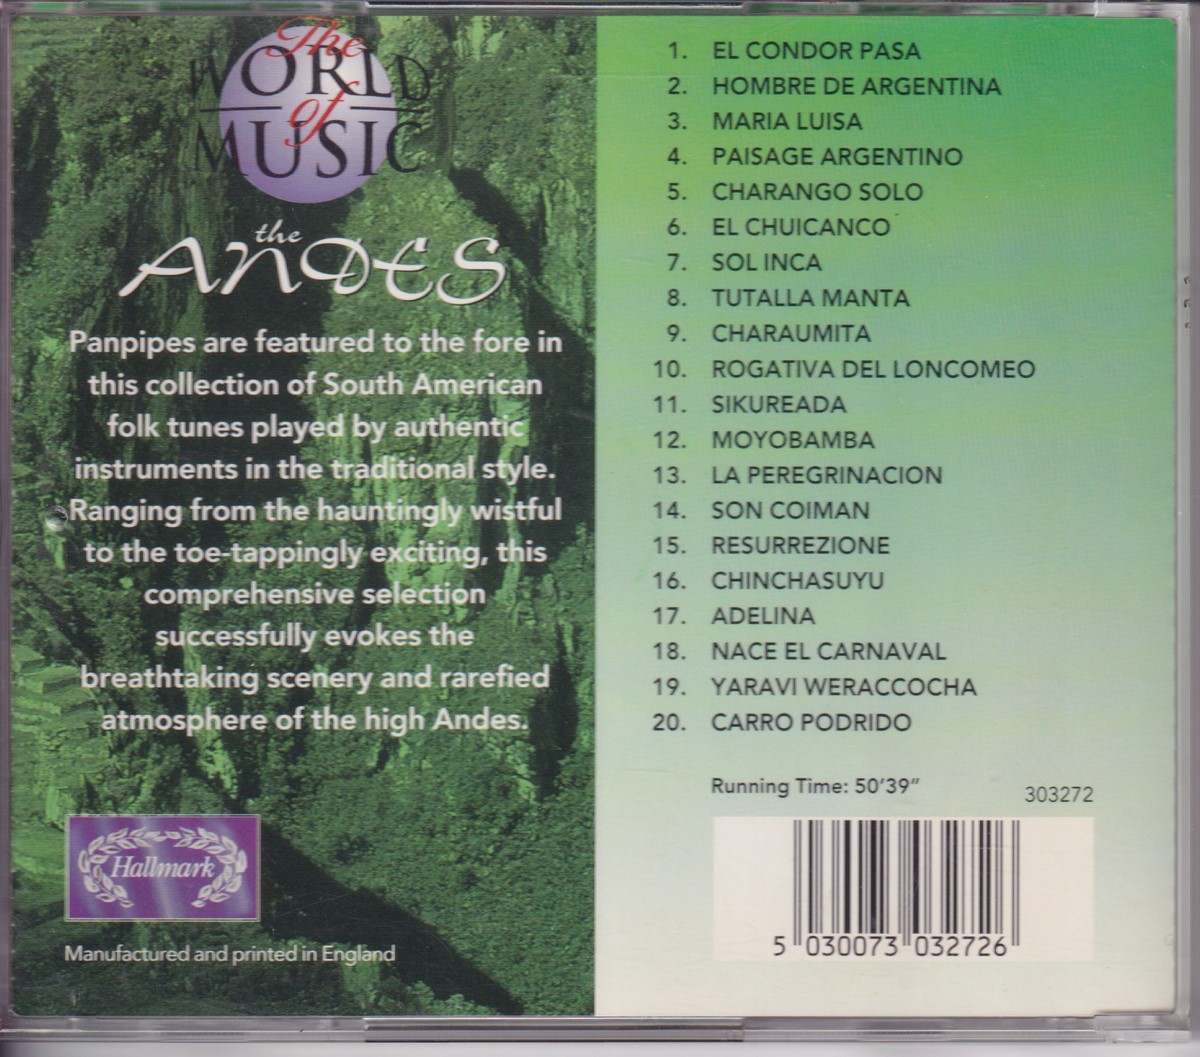 The
WORLD
of
MUSIC
the
ANDES
Panpipes are featured to the fore in
this collection of South American
folk tunes played by authentic
instruments in the traditional style.
Ranging from the hauntingly wistful
to the toe-tappingly exciting, this
comprehensive selection
successfully evokes the
breathtaking scenery and rarefied
atmosphere of the high Andes.
Hallmark
Manufactured and printed in England
1. EL CONDOR PASA
2. HOMBRE DE ARGENTINA
3. MARIA LUISA
4. PAISAGE ARGENTINO
5. CHARANGO SOLO
6. EL CHUICANCO
7. SOL INCA
8. TUTALLA MANTA
9. CHARAUMITA
10. ROGATIVA DEL LONCOMEO
11. SIKUREADA
12. MOYOBAMBA
13. LA PEREGRINACION
14. SON COIMAN
15. RESURREZIONE
16. CHINCHASUYU
17. ADELINA
18. NACE EL CARNAVAL
19. YARAVI WERACCOCHA
20. CARRO PODRIDO
Running Time: 50'39"
303272
5 030073 032726